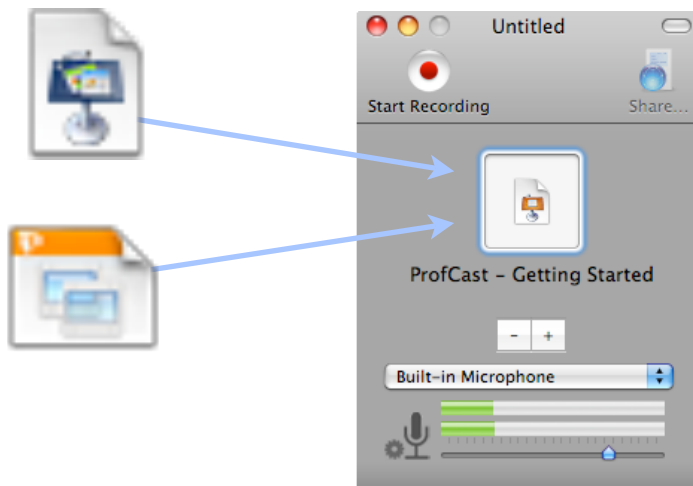 Untitled
Start Recording
Share...
ProfCast – Getting Started
- +
Built-in Microphone